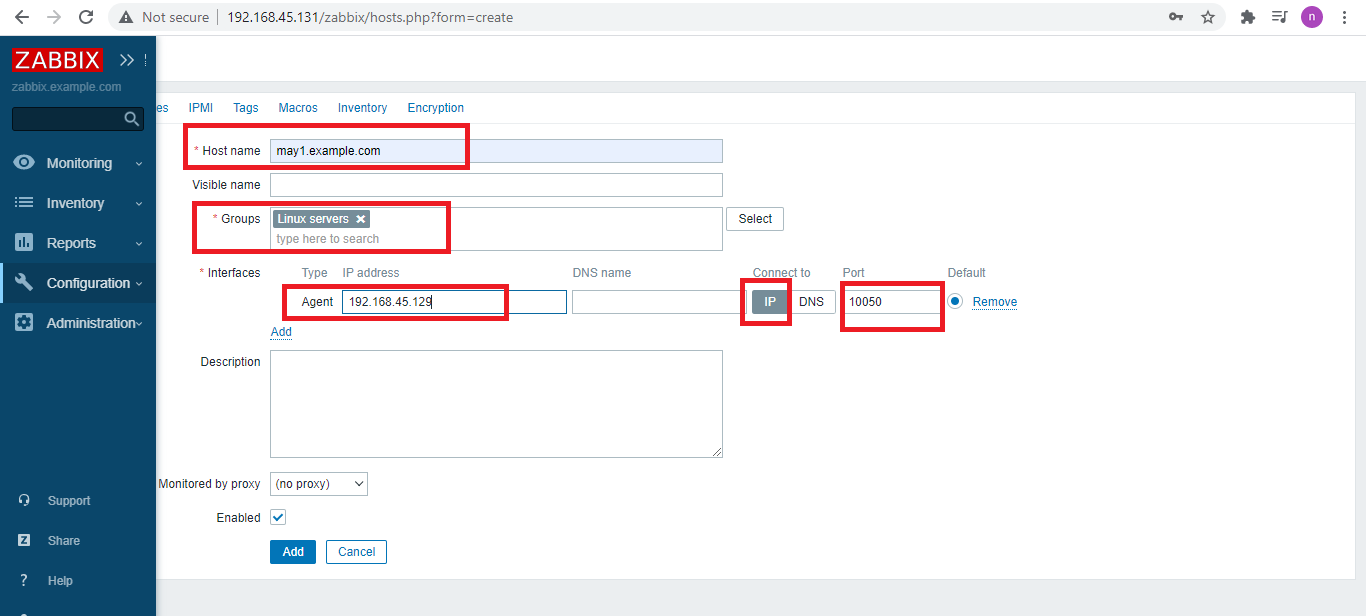 Not secure 192.168.45.131/zabbix/hosts.php?form=create n
ZABBIX
zabbix.example.com
Monitoring
Inventory
Reports
Configuration
Administration
Support
Z Share
? Help
es IPMI Tags Macros Inventory Encryption
* Host name may1.example.com
Visible name
* Groups Linux servers Select
type here to search
* Interfaces Type IP address DNS name Connect to Port Default
Agent 192.168.45.129 IP DNS 10050 Remove
Add
Description
Monitored by proxy (no proxy)
Enabled
Add Cancel